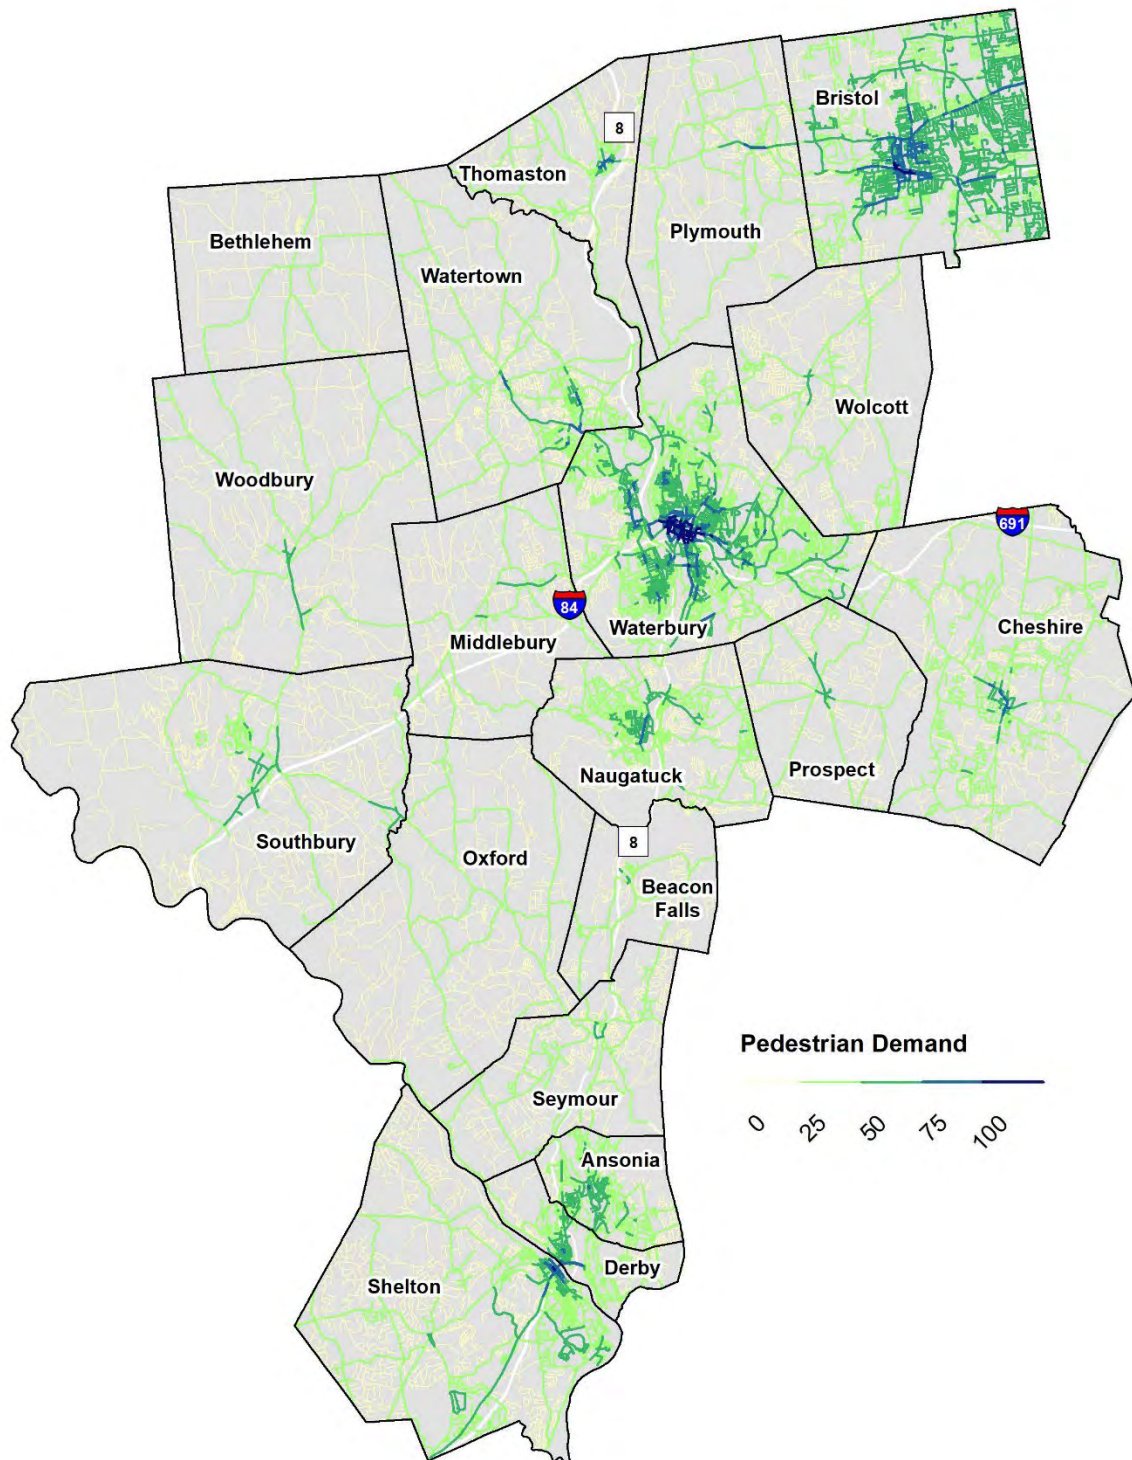 Bristol
8
Thomaston
Plymouth
Bethlehem
Watertown
Wolcott
Woodbury
691
84
Waterbury
Cheshire
Middlebury
Prospect
Naugatuck
Southbury
8
Oxford
Beacon
Falls
Pedestrian Demand
0 25 50 75 100
Seymour
Ansonia
Derby
Shelton